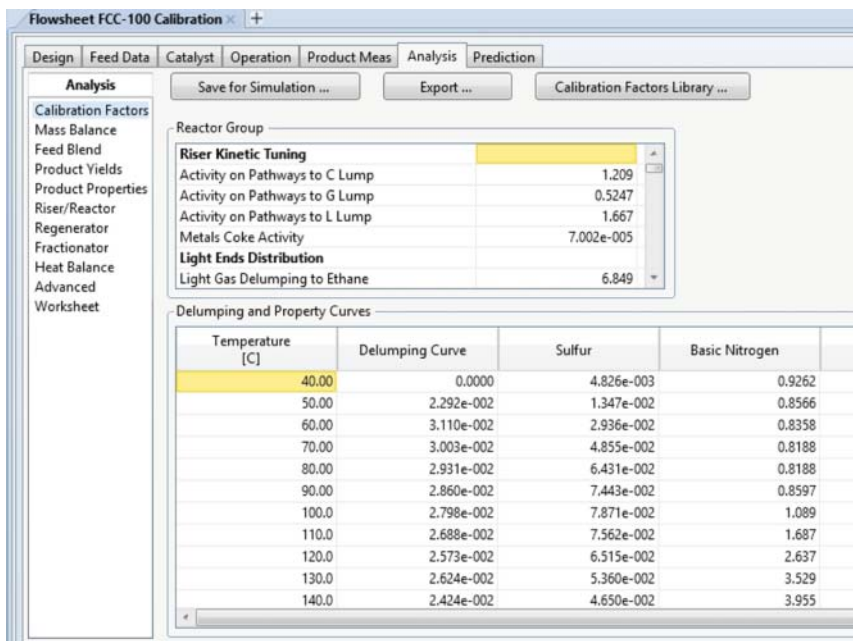 Flowsheet FCC-100 Calibration × +
Design Feed Data Catalyst Operation Product Meas Analysis Prediction
Analysis
Calibration Factors
Mass Balance
Feed Blend
Product Yields
Product Properties
Riser/Reactor
Regenerator
Fractionator
Heat Balance
Advanced
Worksheet
Save for Simulation ... Export ... Calibration Factors Library ...
Reactor Group
Riser Kinetic Tuning
Activity on Pathways to C Lump 1.209
Activity on Pathways to G Lump 0.5247
Activity on Pathways to L Lump 1.667
Metals Coke Activity 7.002e-005
Light Ends Distribution
Light Gas Delumping to Ethane 6.849
Delumping and Property Curves
Temperature
[C] Delumping Curve Sulfur Basic Nitrogen
40.00 0.0000 4.826e-003 0.9262
50.00 2.292e-002 1.347e-002 0.8566
60.00 3.110e-002 2.936e-002 0.8358
70.00 3.003e-002 4.855e-002 0.8188
80.00 2.931e-002 6.431e-002 0.8188
90.00 2.860e-002 7.443e-002 0.8597
100.0 2.798e-002 7.871e-002 1.089
110.0 2.688e-002 7.562e-002 1.687
120.0 2.573e-002 6.515e-002 2.637
130.0 2.624e-002 5.360e-002 3.529
140.0 2.424e-002 4.650e-002 3.955